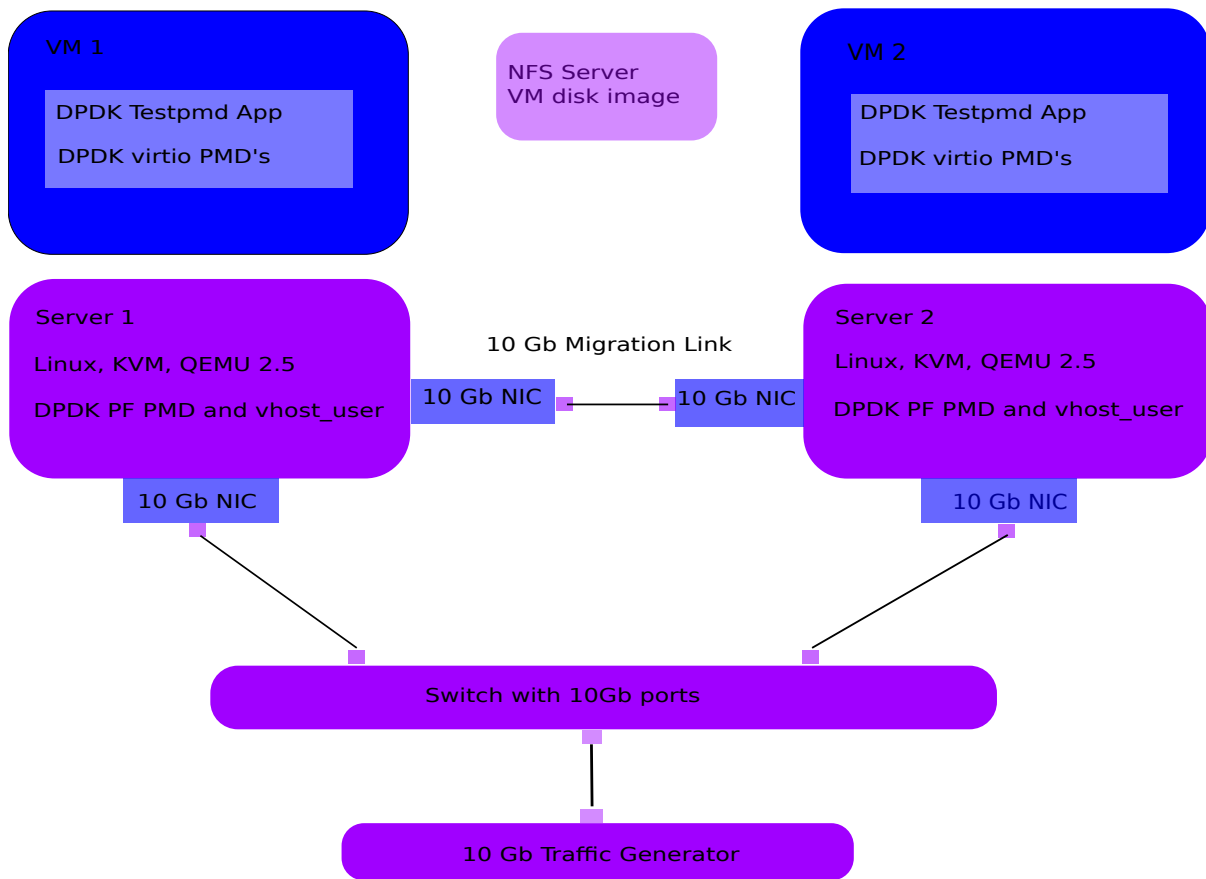 VM 1
DPDK Testpmd App
DPDK virtio PMD's
NFS Server
VM disk image
VM 2
DPDK Testpmd App
DPDK virtio PMD's
Server 1
Linux, KVM, QEMU 2.5
DPDK PF PMD and vhost_user
10 Gb Migration Link
10 Gb NIC
10 Gb NIC
Server 2
Linux, KVM, QEMU 2.5
DPDK PF PMD and vhost_user
10 Gb NIC
10 Gb NIC
Switch with 10Gb ports
10 Gb Traffic Generator